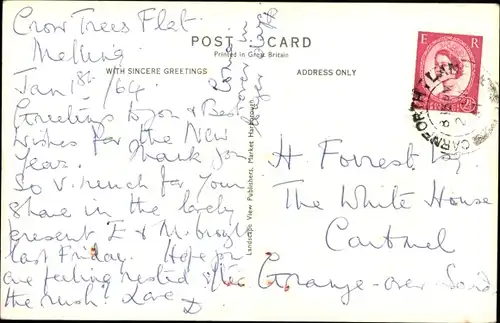 Crow Trees Flat
Melling
Jan 1st /64
Greetings to you & Best
wishes for the New
Year. Thank you
So v. much for your
share in the lovely
present E & M. brought
last Friday. Hope you
are feeling rested after
the rush! Love D
POST CARD
Printed in Great Britain
WITH SINCERE GREETINGS
ADDRESS ONLY
Landscape View Publishers, Market Harborough
E R
CARNFORTH
H. Forrest
The White House
Cartmel
Grange-over-Sand